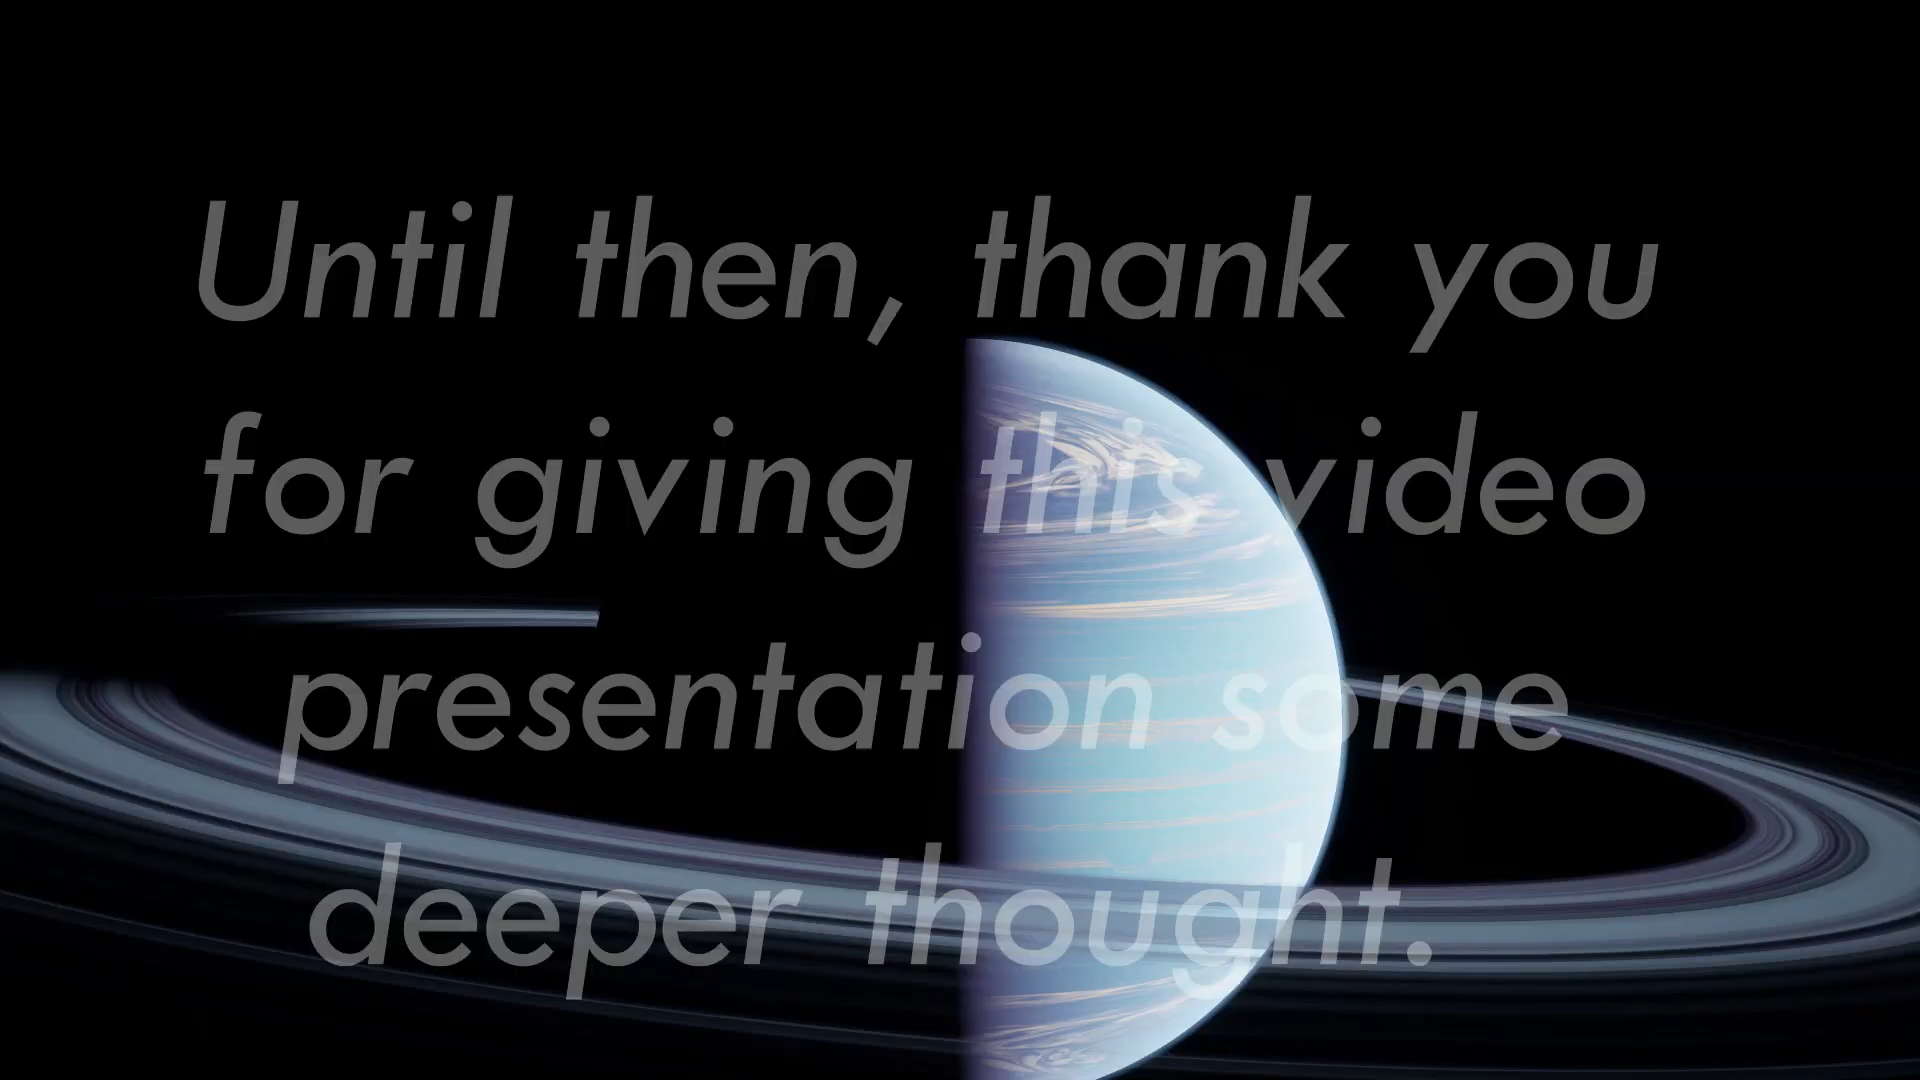 Until then, thank you
for giving this video
presentation some
deeper thought.